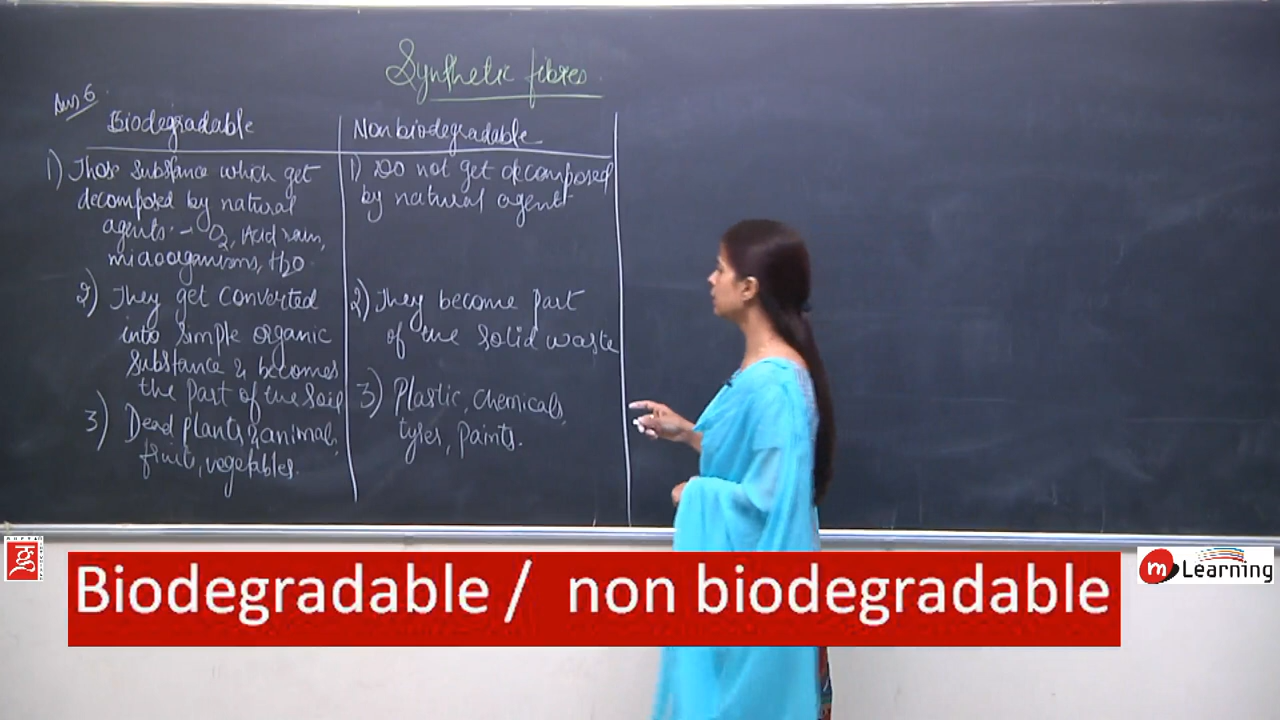 Synthetic fibres
Ans 6
Biodegradable
1) Those substance which get
decomposed by natural
agents:- O2, Acid rain,
microorganisms, H2O.
2) They get converted
into simple organic
substance & becomes
the part of the soil
3) Dead plants & animal,
fruits, vegetables.
Nonbiodegradable
1) Do not get decomposed
by natural agent
2) They become part
of the solid waste
3) Plastic, chemicals,
tyres, paints.
Biodegradable / non biodegradable
m Learning